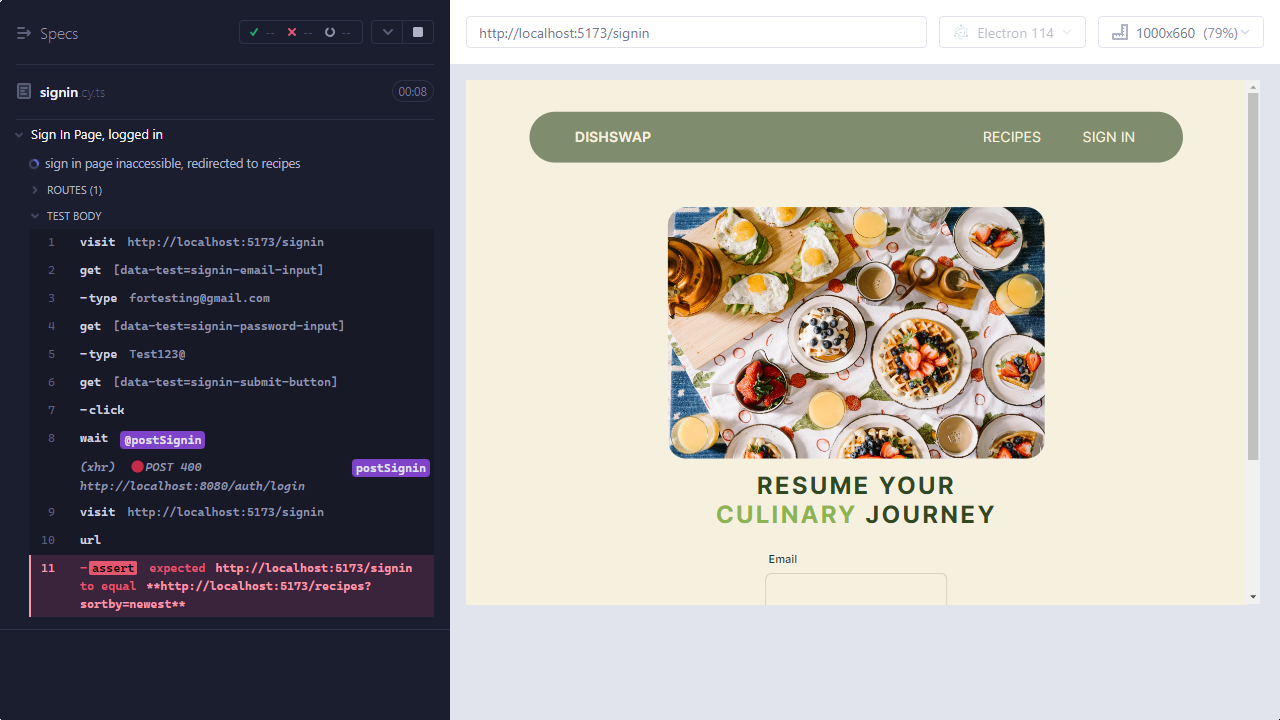 Specs
-- -- --
signin.cy.ts
00:08
Sign In Page, logged in
sign in page inaccessible, redirected to recipes
ROUTES (1)
TEST BODY
1 visit http://localhost:5173/signin
2 get [data-test=signin-email-input]
3 -type fortesting@gmail.com
4 get [data-test=signin-password-input]
5 -type Test123@
6 get [data-test=signin-submit-button]
7 -click
8 wait @postSignin
(xhr) POST 400 postSignin
http://localhost:8080/auth/login
9 visit http://localhost:5173/signin
10 url
11 -assert expected http://localhost:5173/signin
to equal **http://localhost:5173/recipes?
sortby=newest**
http://localhost:5173/signin
Electron 114
1000x660 (79%)
DISHSWAP
RECIPES
SIGN IN
RESUME YOUR
CULINARY JOURNEY
Email